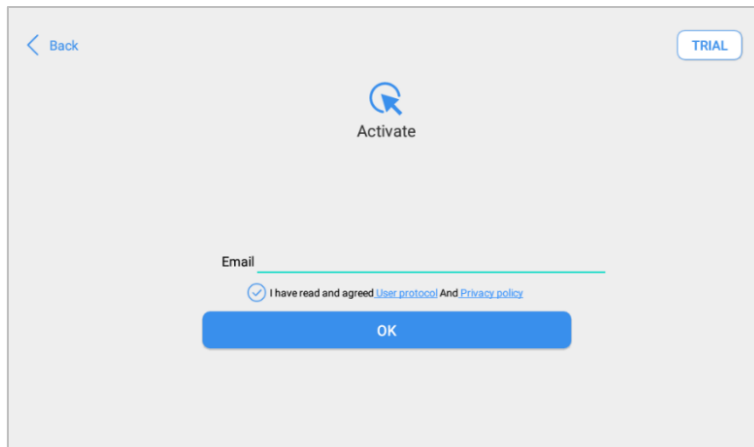 Back
TRIAL
Activate
Email
I have read and agreed User protocol And Privacy policy
OK